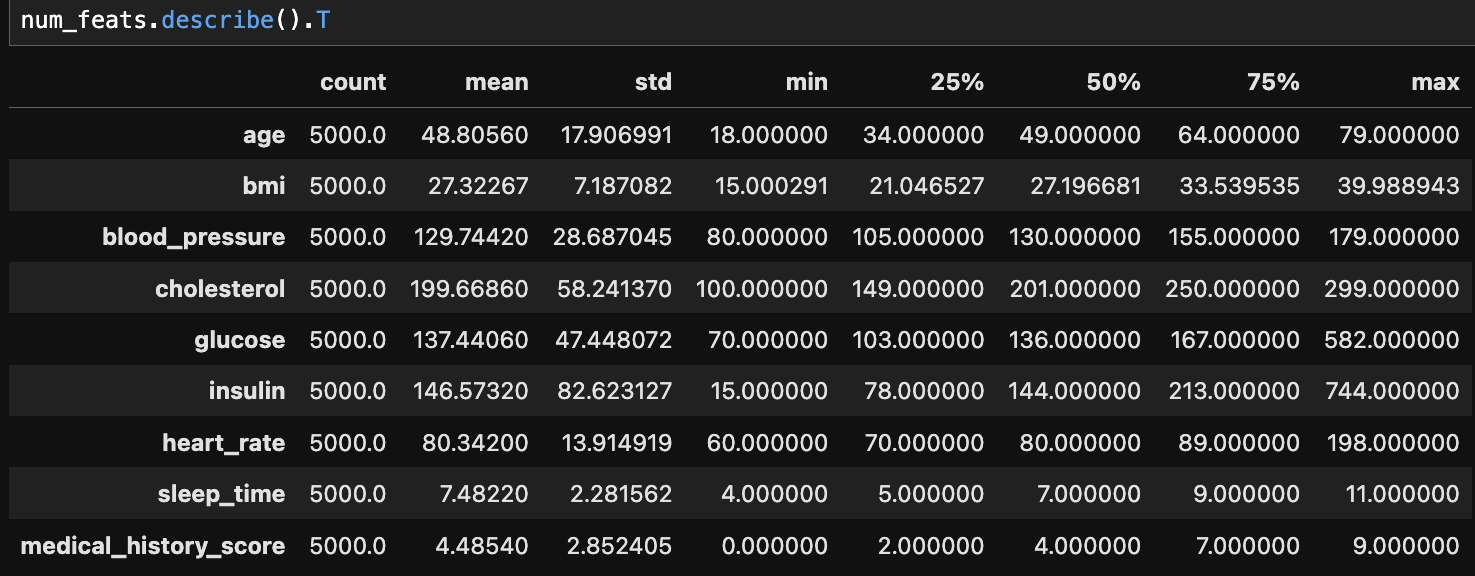 num_feats.describe().T
count mean std min 25% 50% 75% max
age 5000.0 48.80560 17.906991 18.000000 34.000000 49.000000 64.000000 79.000000
bmi 5000.0 27.32267 7.187082 15.000291 21.046527 27.196681 33.539535 39.988943
blood_pressure 5000.0 129.74420 28.687045 80.000000 105.000000 130.000000 155.000000 179.000000
cholesterol 5000.0 199.66860 58.241370 100.000000 149.000000 201.000000 250.000000 299.000000
glucose 5000.0 137.44060 47.448072 70.000000 103.000000 136.000000 167.000000 582.000000
insulin 5000.0 146.57320 82.623127 15.000000 78.000000 144.000000 213.000000 744.000000
heart_rate 5000.0 80.34200 13.914919 60.000000 70.000000 80.000000 89.000000 198.000000
sleep_time 5000.0 7.48220 2.281562 4.000000 5.000000 7.000000 9.000000 11.000000
medical_history_score 5000.0 4.48540 2.852405 0.000000 2.000000 4.000000 7.000000 9.000000